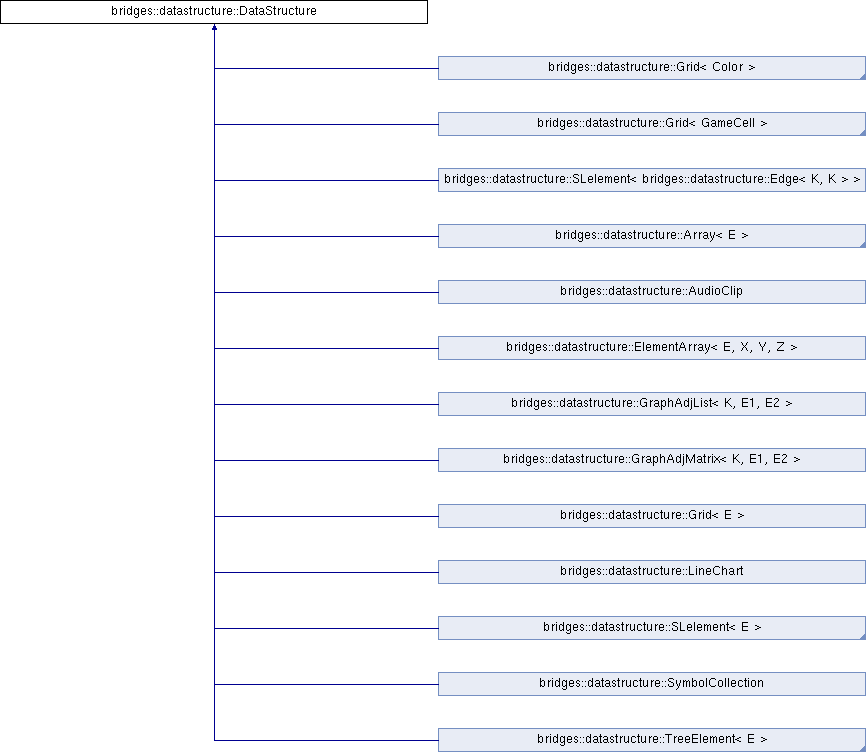 bridges::datastructure::DataStructure
bridges::datastructure::Grid< Color >
bridges::datastructure::Grid< GameCell >
bridges::datastructure::SLelement< bridges::datastructure::Edge< K, K > >
bridges::datastructure::Array< E >
bridges::datastructure::AudioClip
bridges::datastructure::ElementArray< E, X, Y, Z >
bridges::datastructure::GraphAdjList< K, E1, E2 >
bridges::datastructure::GraphAdjMatrix< K, E1, E2 >
bridges::datastructure::Grid< E >
bridges::datastructure::LineChart
bridges::datastructure::SLelement< E >
bridges::datastructure::SymbolCollection
bridges::datastructure::TreeElement< E >